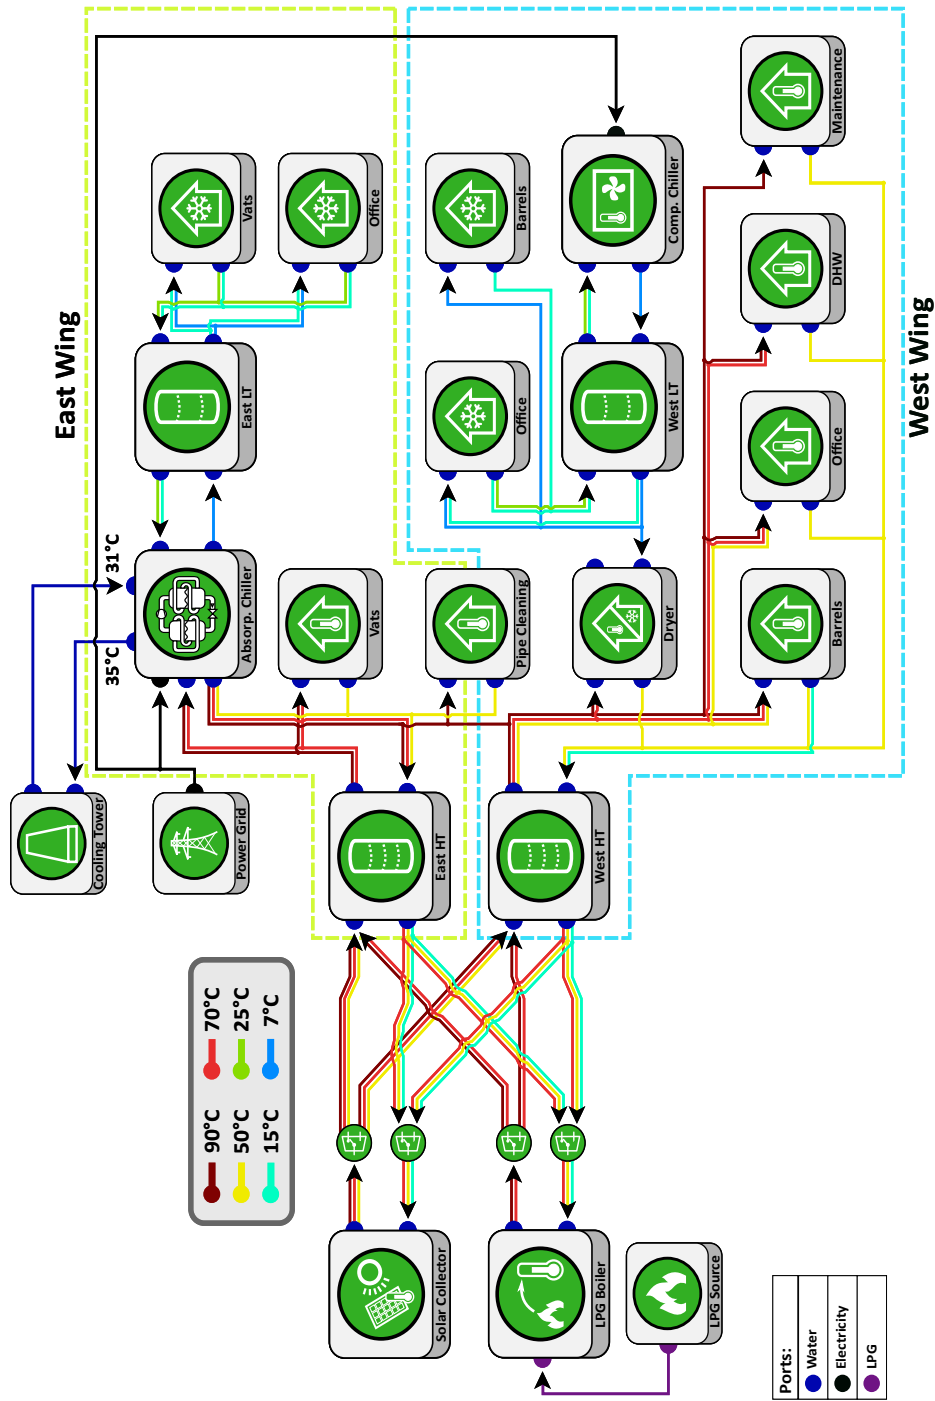 East Wing
West Wing
Cooling Tower
Power Grid
35°C
31°C
Absorp. Chiller
East LT
Vats
Office
Vats
Pipe Cleaning
Barrels
Office
Comp. Chiller
West LT
Dryer
Maintenance
DHW
Office
Barrels
East HT
West HT
90°C
70°C
50°C
25°C
15°C
7°C
Solar Collector
LPG Boiler
LPG Source
Ports:
Water
Electricity
LPG